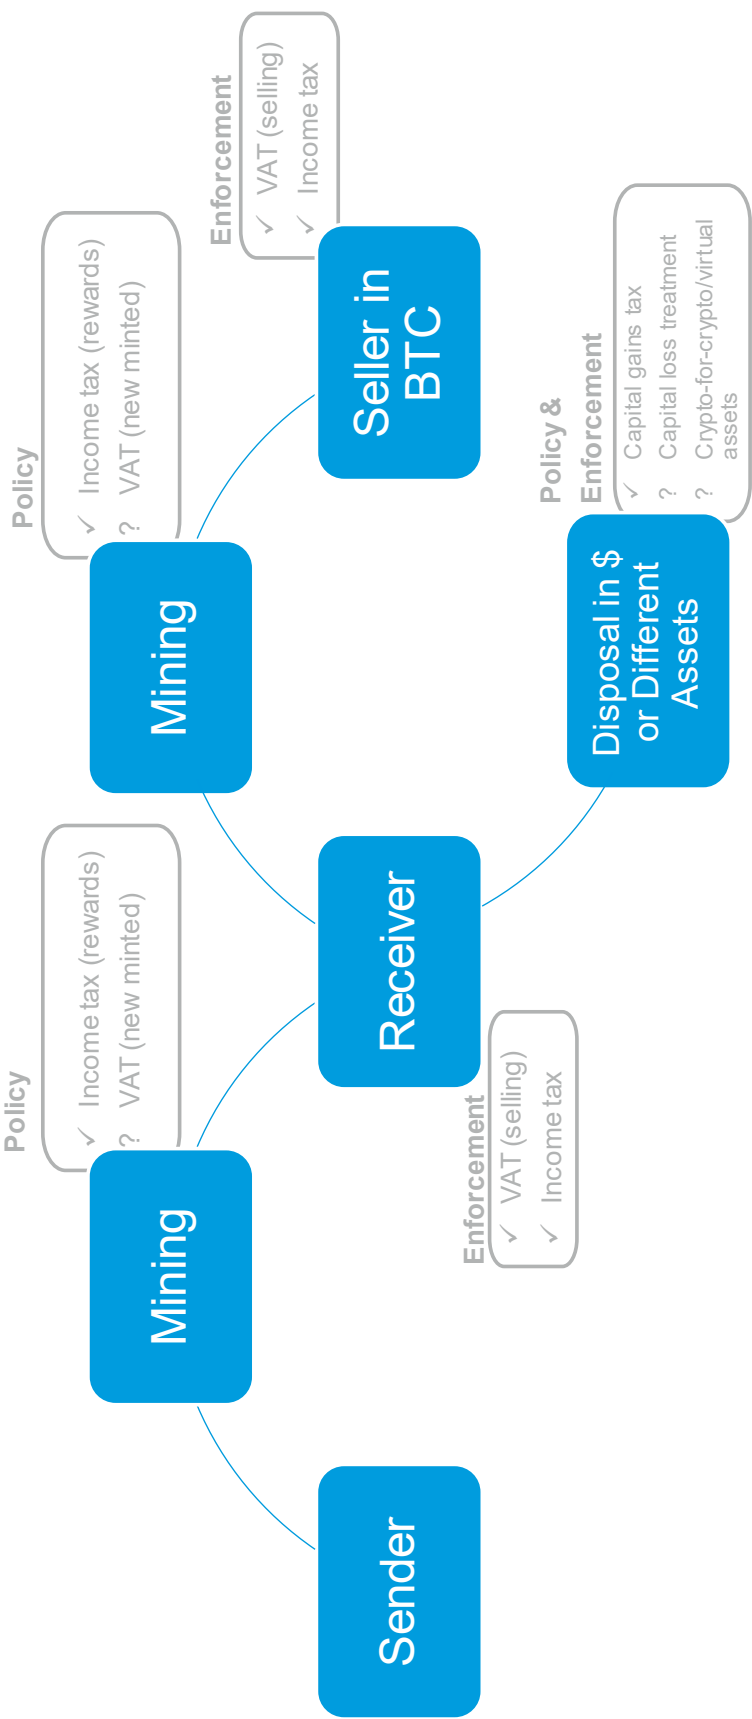 Sender
Mining
Policy
✓ Income tax (rewards)
? VAT (new minted)
Receiver
Enforcement
✓ VAT (selling)
✓ Income tax
Mining
Policy
✓ Income tax (rewards)
? VAT (new minted)
Seller in
BTC
Enforcement
✓ VAT (selling)
✓ Income tax
Disposal in $
or Different
Assets
Policy &
Enforcement
✓ Capital gains tax
? Capital loss treatment
? Crypto-for-crypto/virtual
assets